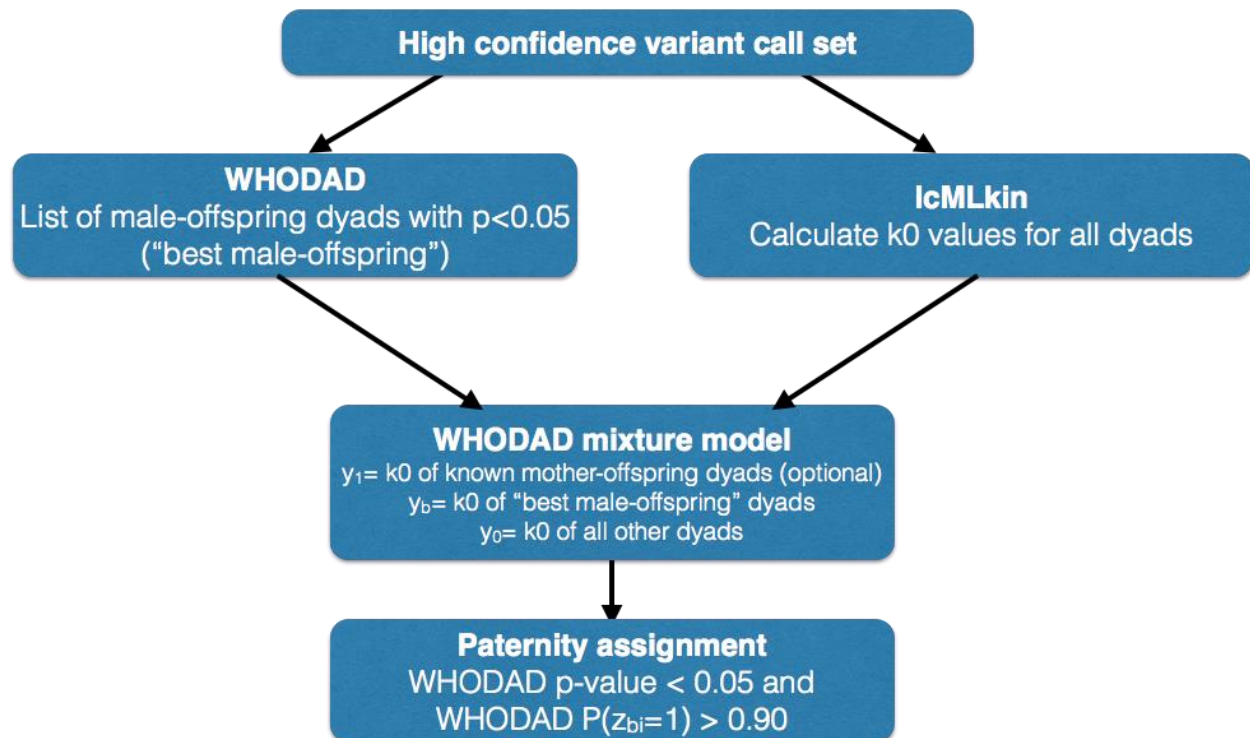 High confidence variant call set
WHODAD
List of male-offspring dyads with p<0.05
(“best male-offspring”)
lcMLkin
Calculate k0 values for all dyads
WHODAD mixture model
y₁= k0 of known mother-offspring dyads (optional)
y_b= k0 of “best male-offspring” dyads
y₀= k0 of all other dyads
Paternity assignment
WHODAD p-value < 0.05 and
WHODAD P(z_bi=1) > 0.90